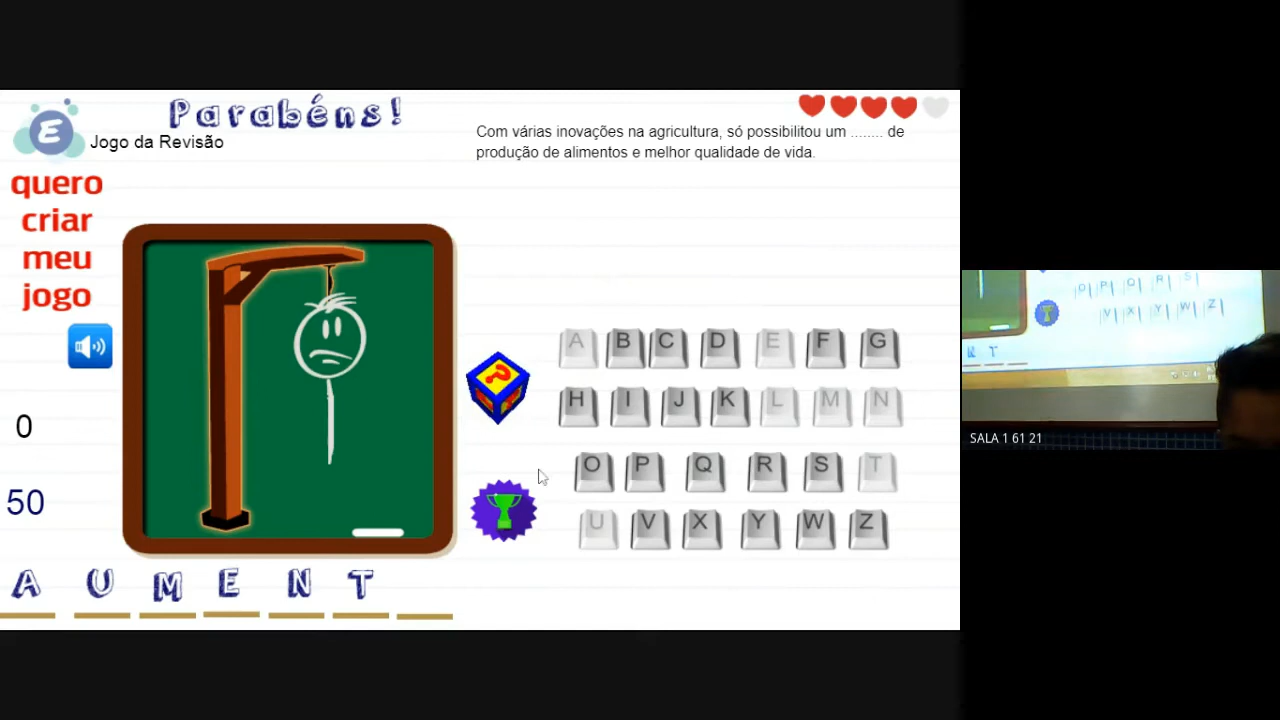 Parabéns!
E
Jogo da Revisão
Com várias inovações na agricultura, só possibilitou um ........ de
produção de alimentos e melhor qualidade de vida.
quero
criar
meu
jogo
?
0
50
A B C D E F G
H I J K L M N
O P Q R S T
U V X Y W Z
A U M E N T
O P Q R S
V X Y W Z
T
SALA 1 61 21